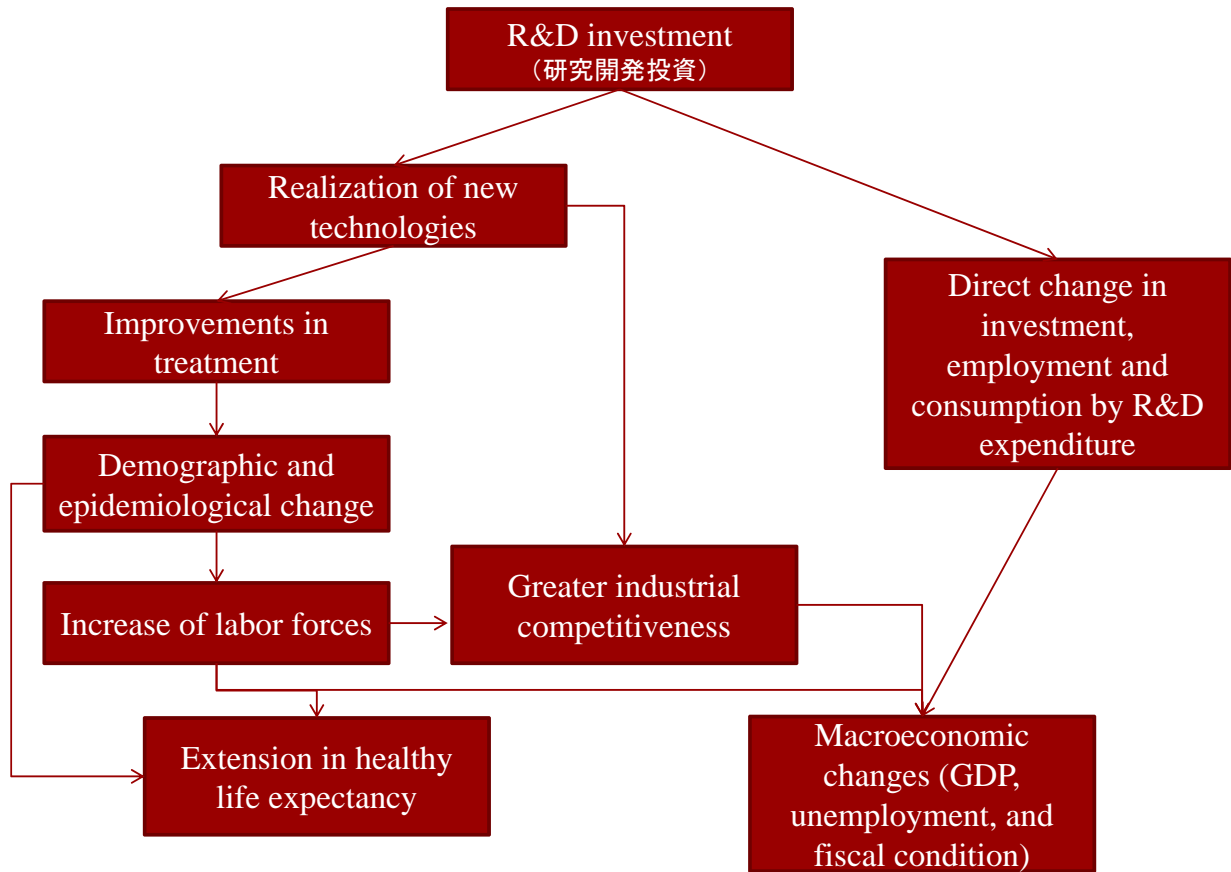 R&D investment
（研究開発投資）
Realization of new
technologies
Improvements in
treatment
Direct change in
investment,
employment and
consumption by R&D
expenditure
Demographic and
epidemiological change
Increase of labor forces
Greater industrial
competitiveness
Extension in healthy
life expectancy
Macroeconomic
changes (GDP,
unemployment, and
fiscal condition)